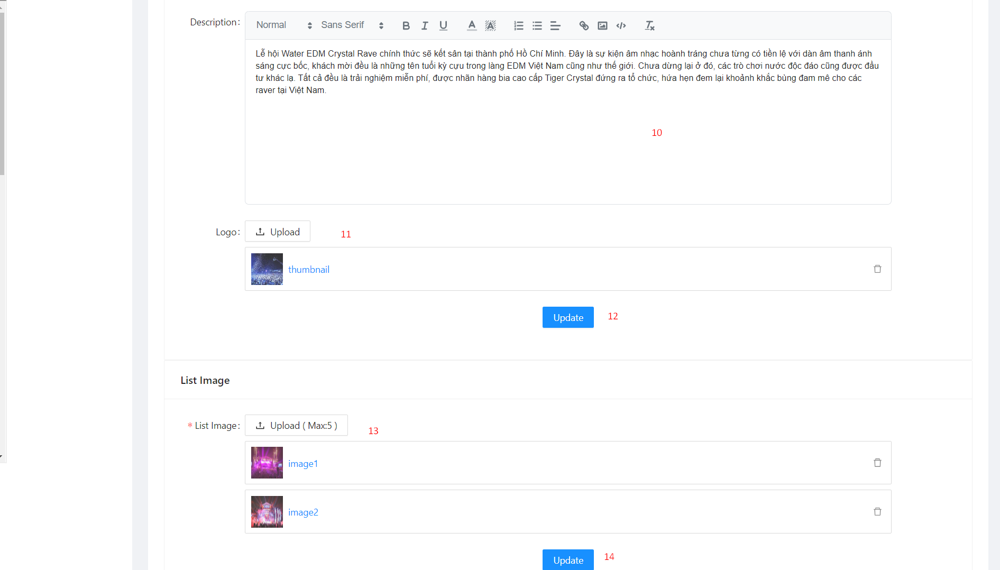 Description:
Normal Sans Serif
Lễ hội Water EDM Crystal Rave chính thức sẽ kết sân tại thành phố Hồ Chí Minh. Đây là sự kiện âm nhạc hoành tráng chưa từng có tiền lệ với dàn âm thanh ánh
sáng cực bốc, khách mời đều là những tên tuổi kỳ cựu trong làng EDM Việt Nam cũng như thế giới. Chưa dừng lại ở đó, các trò chơi nước độc đáo cũng được đầu
tư khác lạ. Tất cả đều là trải nghiệm miễn phí, được nhãn hàng bia cao cấp Tiger Crystal đứng ra tổ chức, hứa hẹn đem lại khoảnh khắc bùng đam mê cho các
raver tại Việt Nam.
10
Logo: Upload 11
thumbnail
Update 12
List Image
* List Image: Upload ( Max:5 ) 13
image1
image2
Update 14